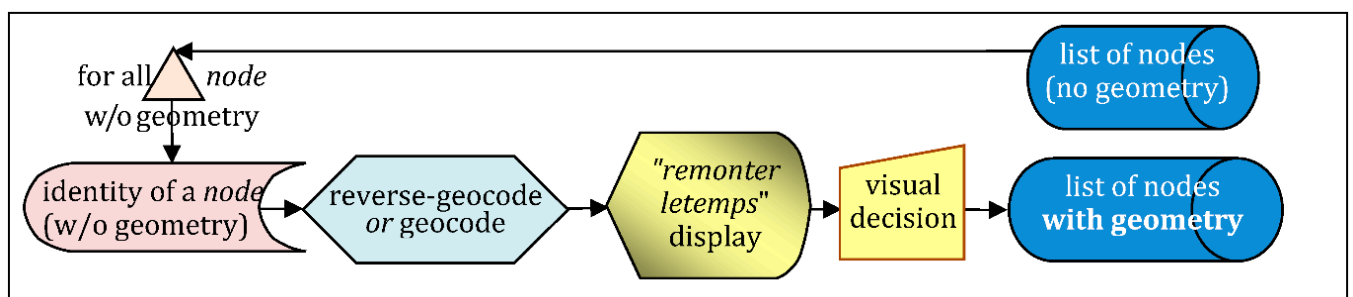 for all node
w/o geometry
list of nodes
(no geometry)
identity of a node
(w/o geometry)
reverse-geocode
or geocode
"remonter
letemps"
display
visual
decision
list of nodes
with geometry